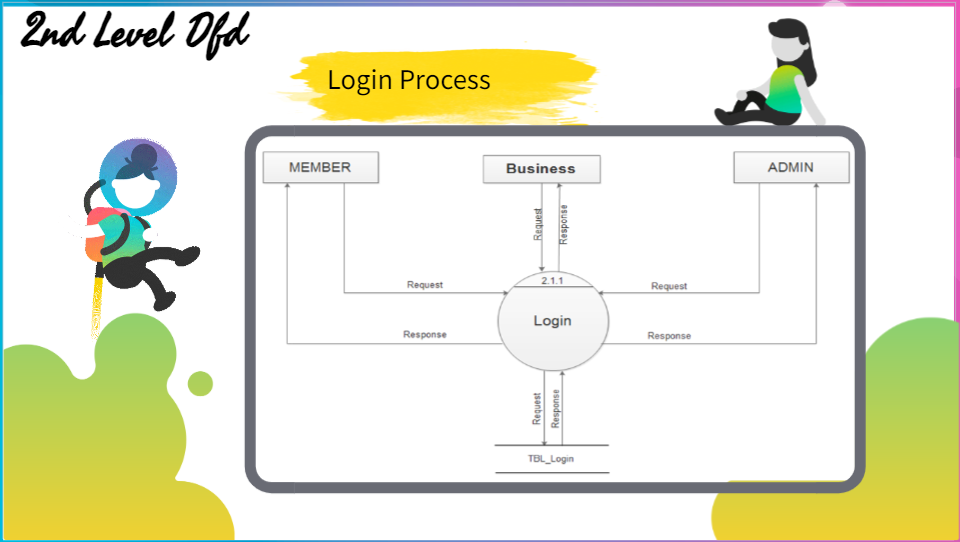 2nd Level Dfd
Login Process
MEMBER
Business
ADMIN
Request
Response
2.1.1
Request
Request
Login
Response
Response
Request
Response
TBL_Login